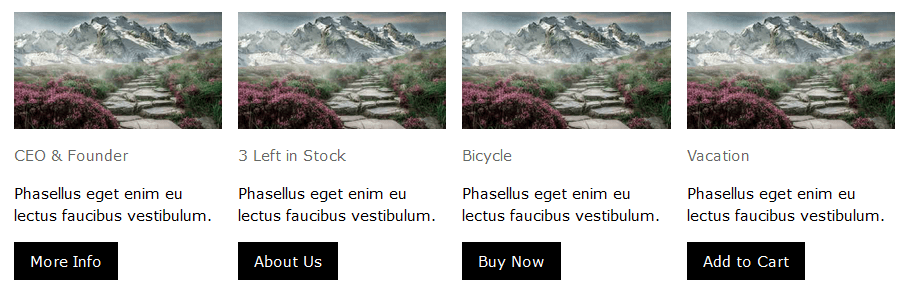 CEO & Founder
Phasellus eget enim eu
lectus faucibus vestibulum.
More Info
3 Left in Stock
Phasellus eget enim eu
lectus faucibus vestibulum.
About Us
Bicycle
Phasellus eget enim eu
lectus faucibus vestibulum.
Buy Now
Vacation
Phasellus eget enim eu
lectus faucibus vestibulum.
Add to Cart